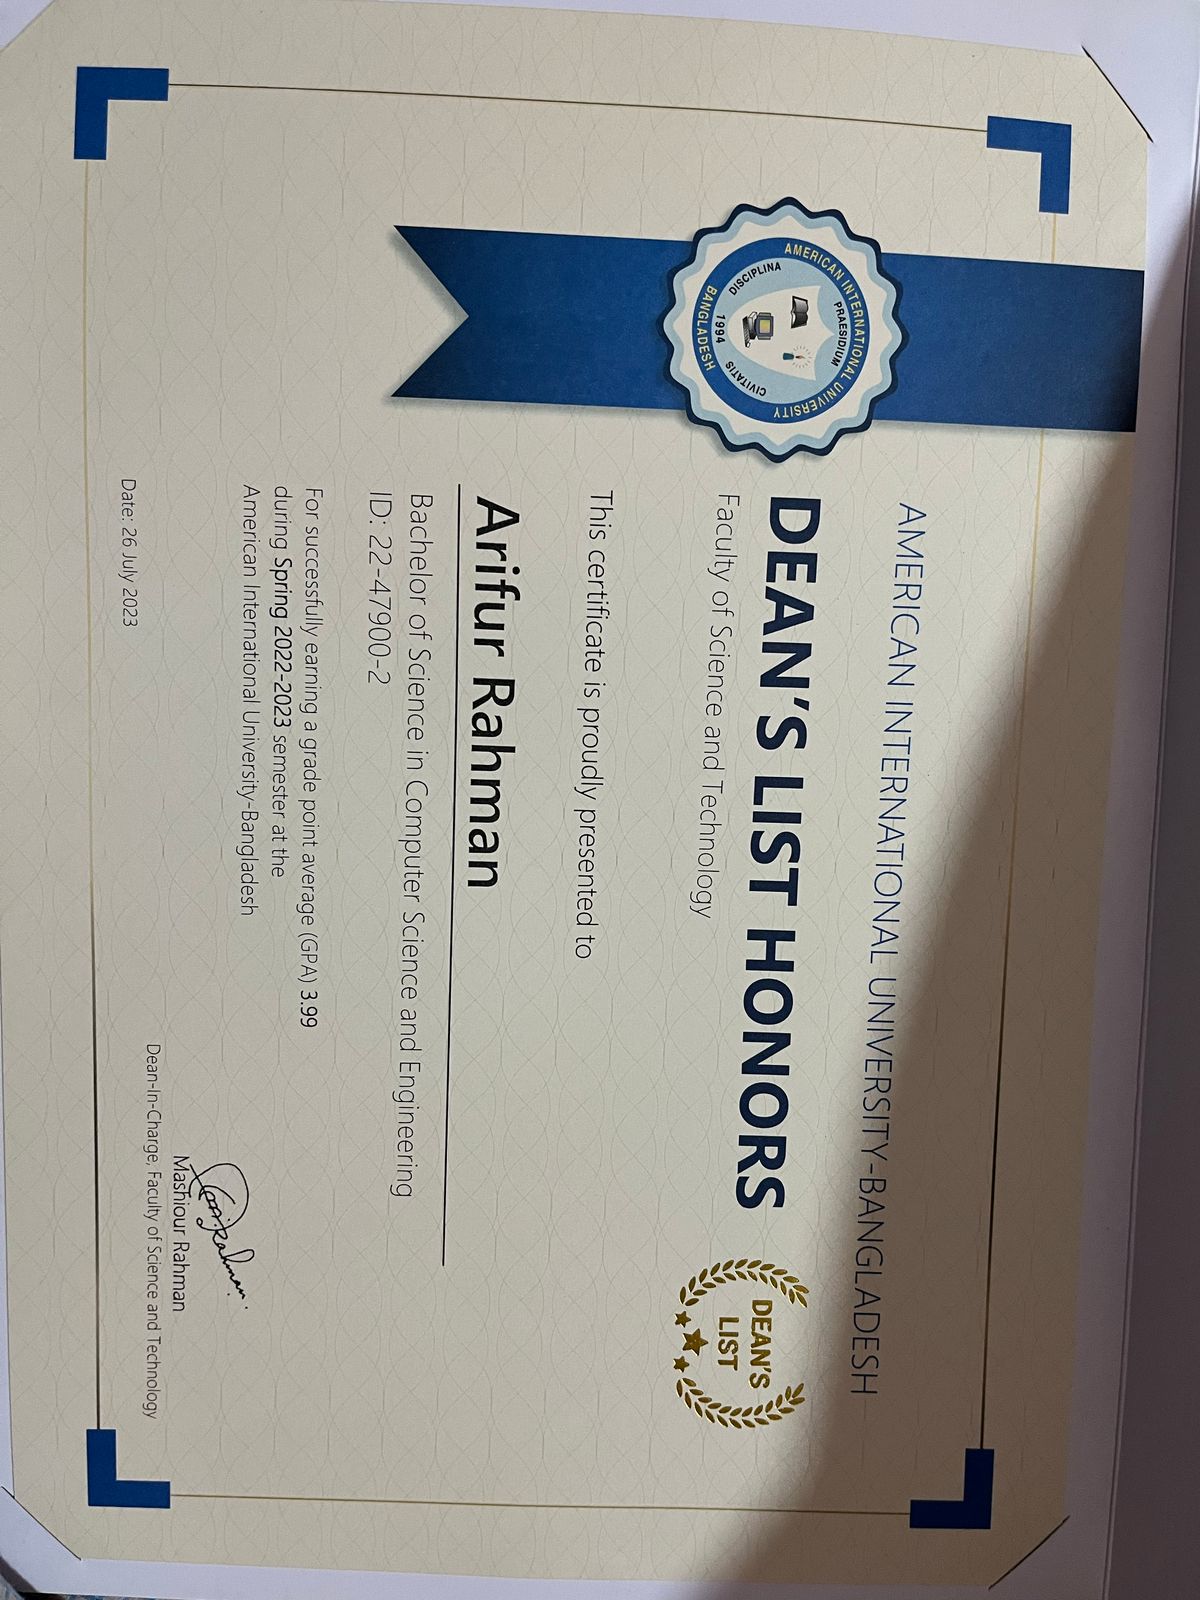 AMERICAN INTERNATIONAL UNIVERSITY-BANGLADESH
DEAN'S LIST HONORS
Faculty of Science and Technology
DEAN'S
LIST
AMERICAN INTERNATIONAL UNIVERSITY
PRAESIDIUM
DISCIPLINA
CIVITATIS
1994
BANGLADESH
This certificate is proudly presented to
Arifur Rahman
Bachelor of Science in Computer Science and Engineering
ID: 22-47900-2
For successfully earning a grade point average (GPA) 3.99
during Spring 2022-2023 semester at the
American International University-Bangladesh
Mashiour Rahman
Dean-In-Charge, Faculty of Science and Technology
Date: 26 July 2023